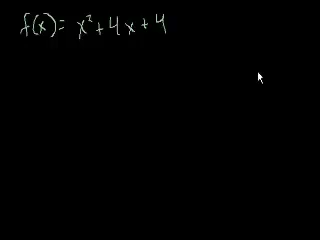 f(x) = x² + 4x + 4